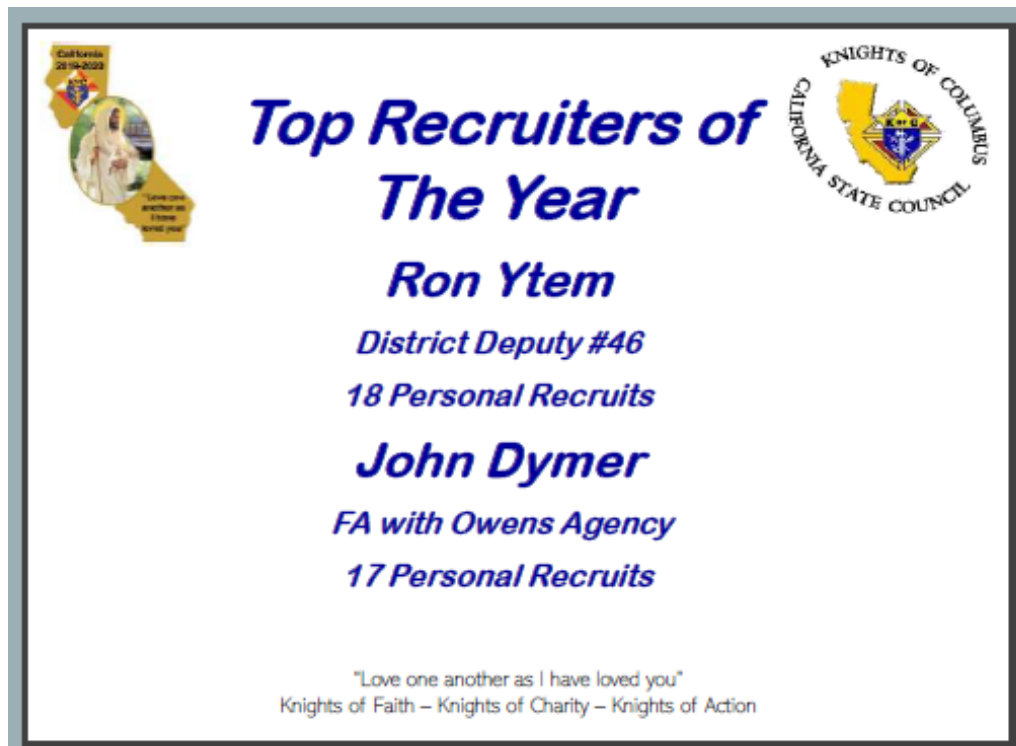 California
2019-2020
"Love one
another as
I have
loved you"
KNIGHTS OF COLUMBUS
CALIFORNIA STATE COUNCIL
K OF C
Top Recruiters of
The Year
Ron Ytem
District Deputy #46
18 Personal Recruits
John Dymer
FA with Owens Agency
17 Personal Recruits
"Love one another as I have loved you"
Knights of Faith – Knights of Charity – Knights of Action